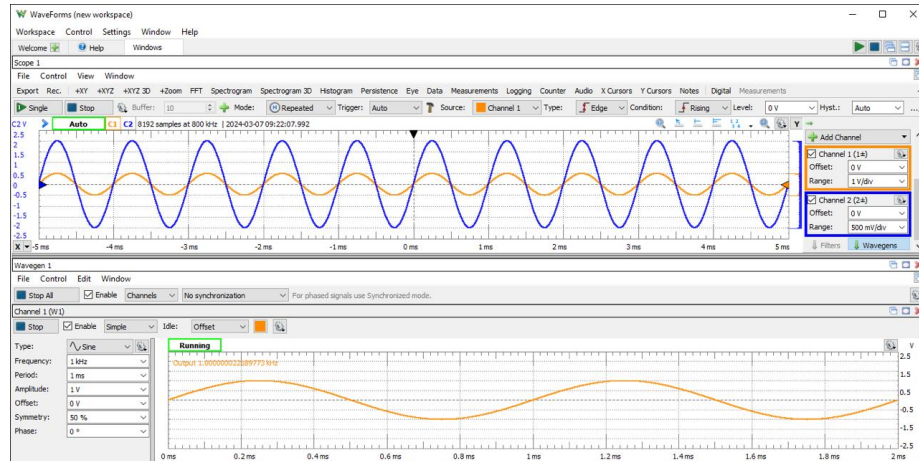 WaveForms (new workspace)
Workspace Control Settings Window Help
Welcome Help Windows
Scope 1
File Control View Window
Export Rec. +XY +XYZ +XYZ 3D +Zoom FFT Spectrogram Spectrogram 3D Histogram Persistence Eye Data Measurements Logging Counter Audio X Cursors Y Cursors Notes Digital Measurements
Single Stop Buffer: 10 Mode: Repeated Trigger: Auto Source: Channel 1 Type: Edge Condition: Rising Level: 0 V Hyst.: Auto ...
C2 V Auto C1 C2 8192 samples at 800 kHz | 2024-03-07 09:22:07.992 Y
2.5
2
1.5
1
0.5
0
-0.5
-1
-1.5
-2
-2.5
X -5 ms -4 ms -3 ms -2 ms -1 ms 0 ms 1 ms 2 ms 3 ms 4 ms 5 ms
Add Channel
Channel 1 (1±)
Offset: 0 V
Range: 1 V/div
Channel 2 (2±)
Offset: 0 V
Range: 500 mV/div
Filters Wavegens
Wavegen 1
File Control Edit Window
Stop All Enable Channels No synchronization For phased signals use Synchronized mode.
Channel 1 (W1)
Stop Enable Simple Idle: Offset
Type: Sine
Frequency: 1 kHz
Period: 1 ms
Amplitude: 1 V
Offset: 0 V
Symmetry: 50 %
Phase: 0 °
Running V
2.5
1.5
0.5
-0.5
-1.5
-2.5
0 ms 0.2 ms 0.4 ms 0.6 ms 0.8 ms 1 ms 1.2 ms 1.4 ms 1.6 ms 1.8 ms 2 ms